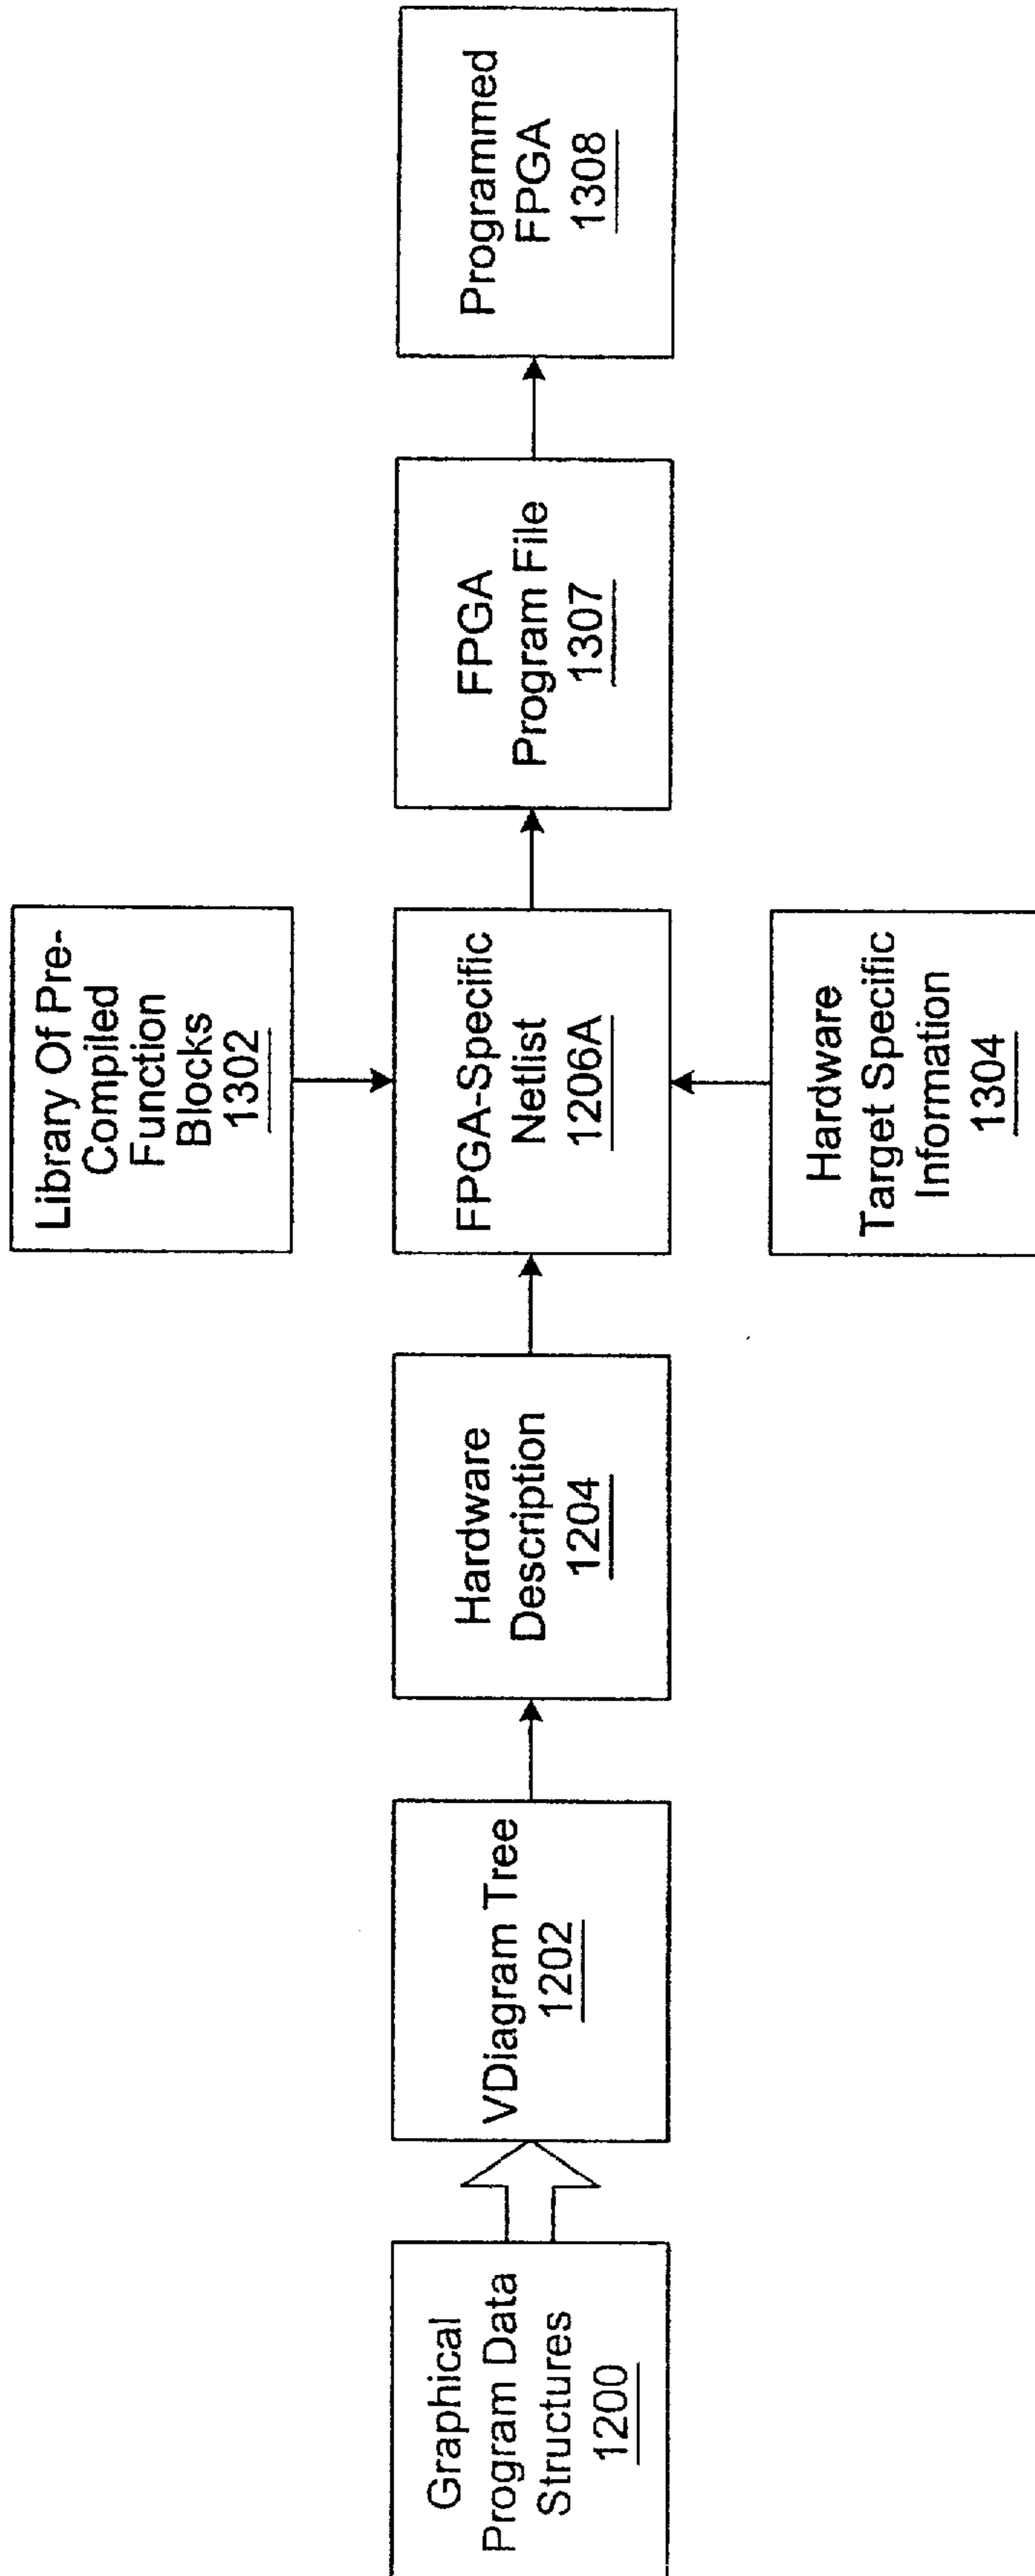 Graphical
Program Data
Structures
1200
VDiagram Tree
1202
Hardware
Description
1204
Library Of Pre-
Compiled
Function
Blocks
1302
FPGA-Specific
Netlist
1206A
Hardware
Target Specific
Information
1304
FPGA
Program File
1307
Programmed
FPGA
1308